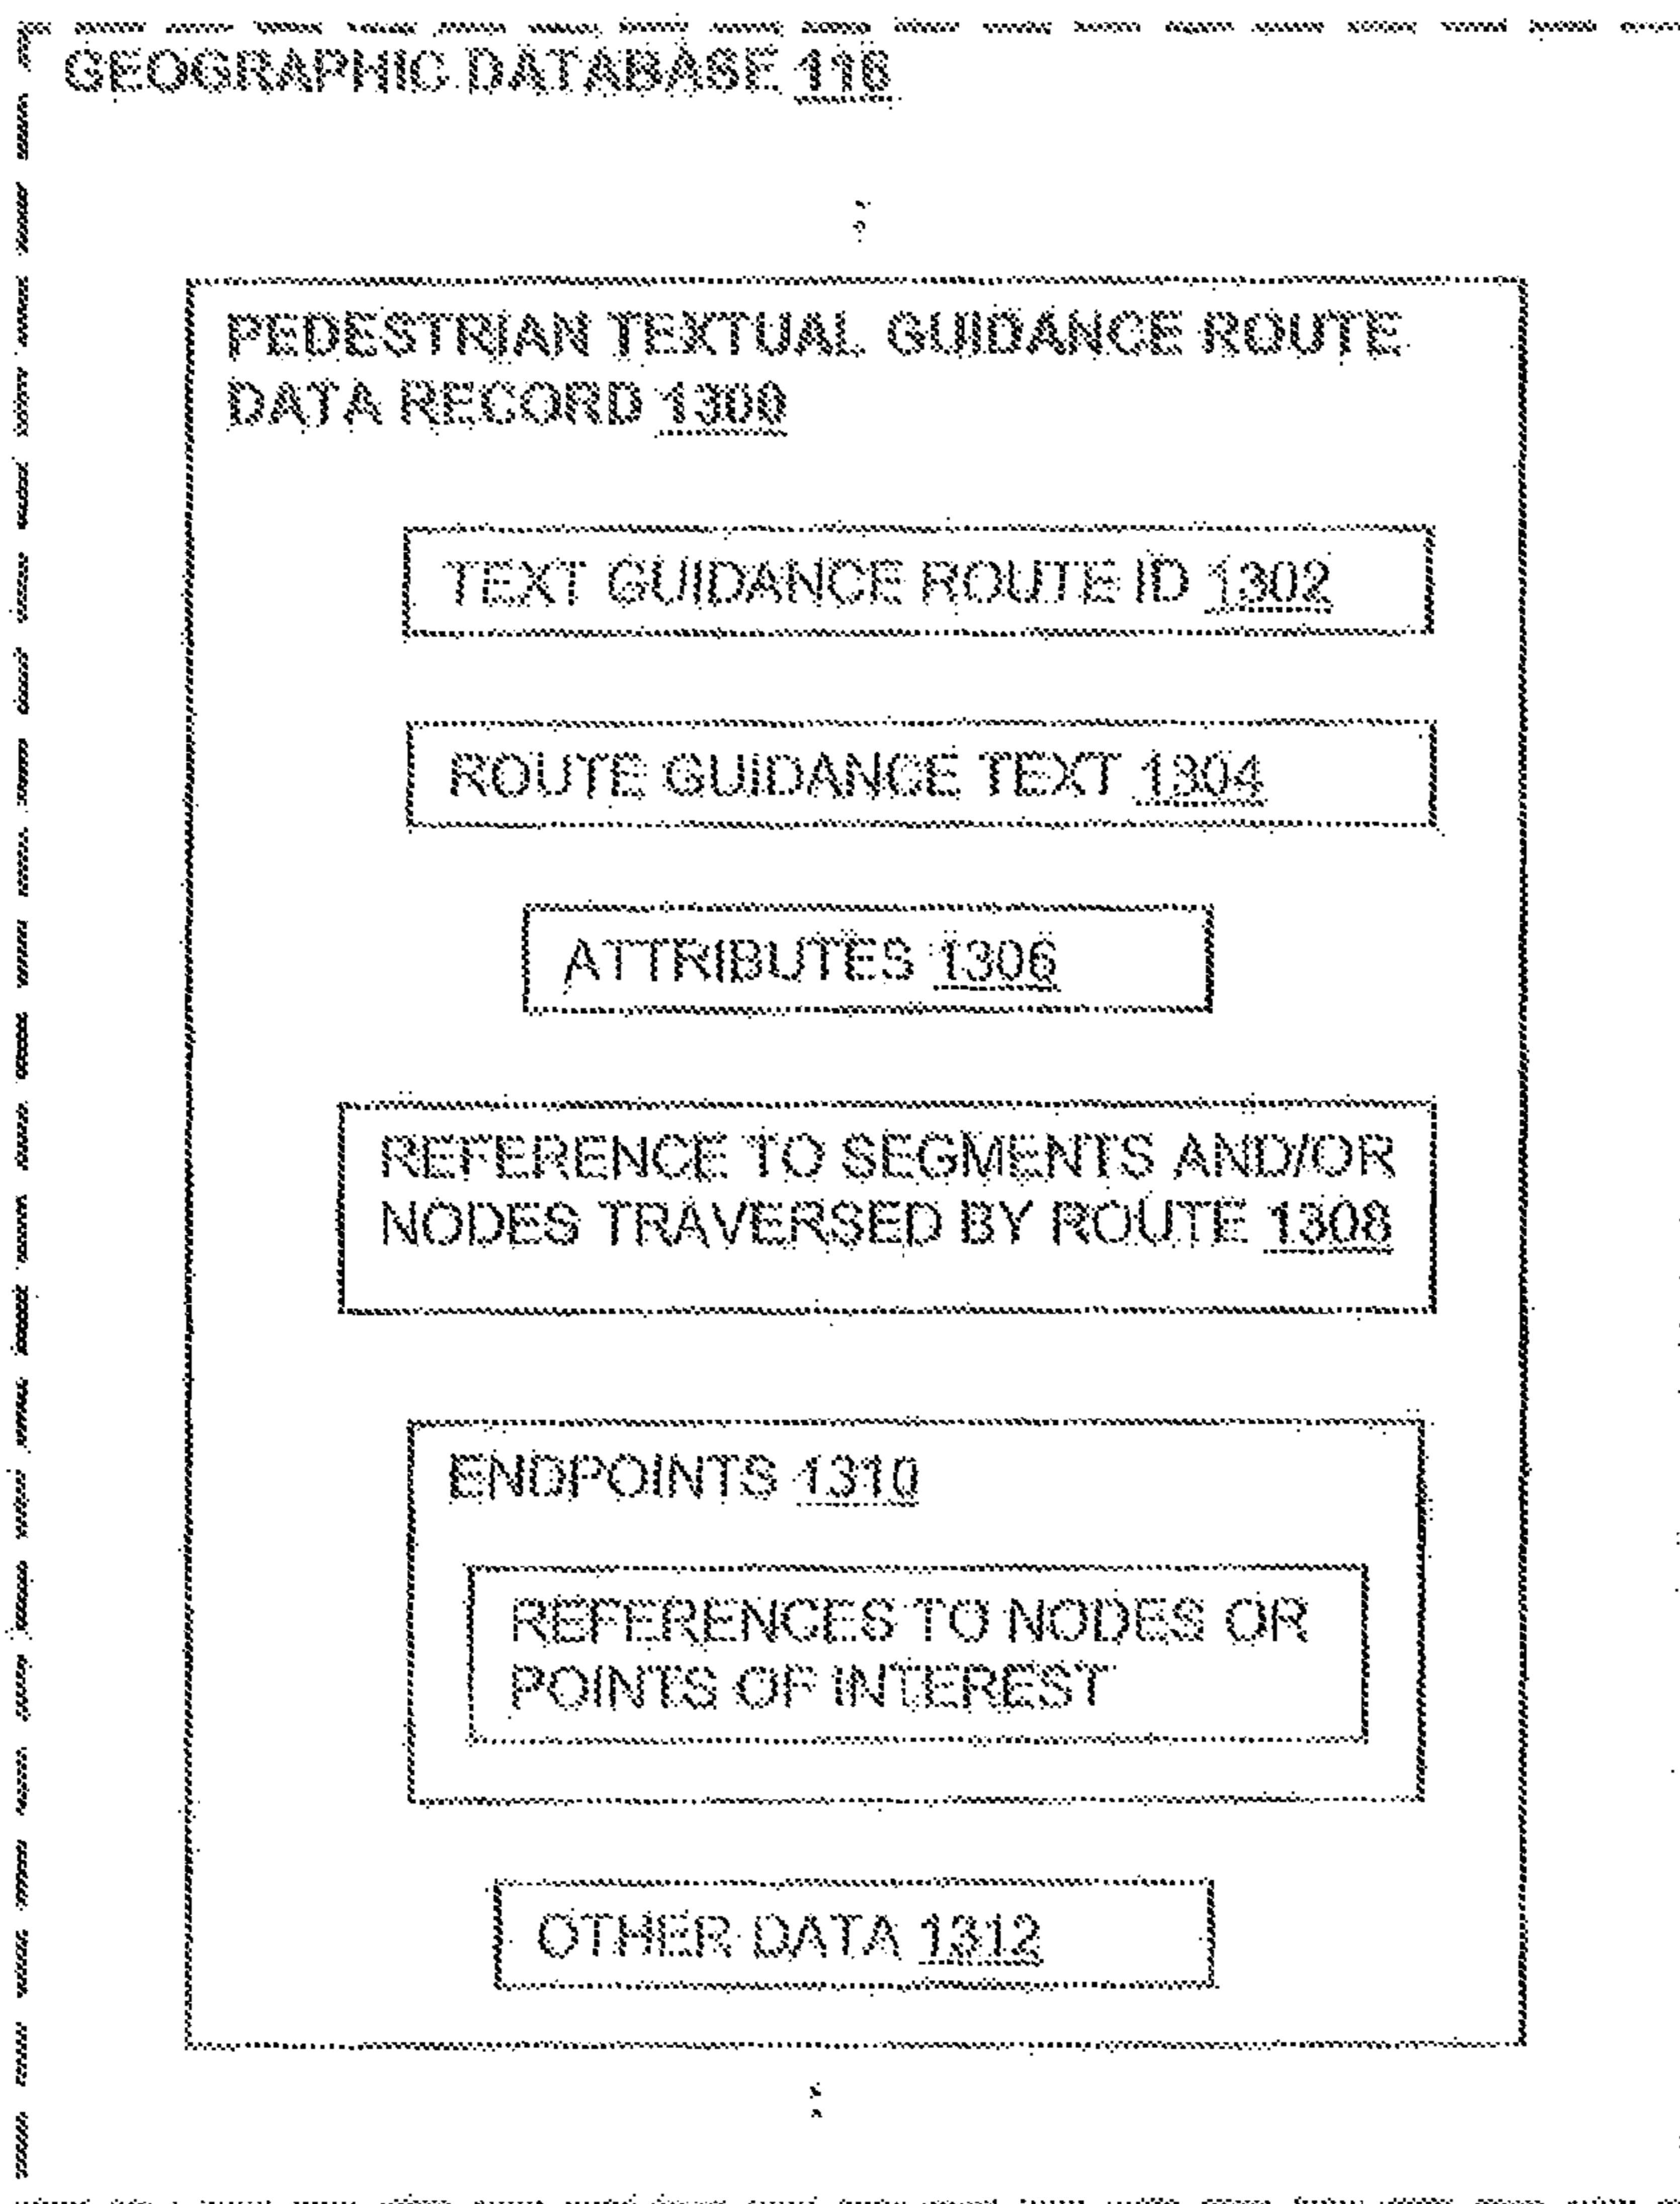 GEOGRAPHIC DATABASE 116
PEDESTRIAN TEXTUAL GUIDANCE ROUTE
DATA RECORD 1300
TEXT GUIDANCE ROUTE ID 1302
ROUTE GUIDANCE TEXT 1304
ATTRIBUTES 1306
REFERENCE TO SEGMENTS AND/OR
NODES TRAVERSED BY ROUTE 1308
ENDPOINTS 1310
REFERENCES TO NODES OR
POINTS OF INTEREST
OTHER DATA 1312